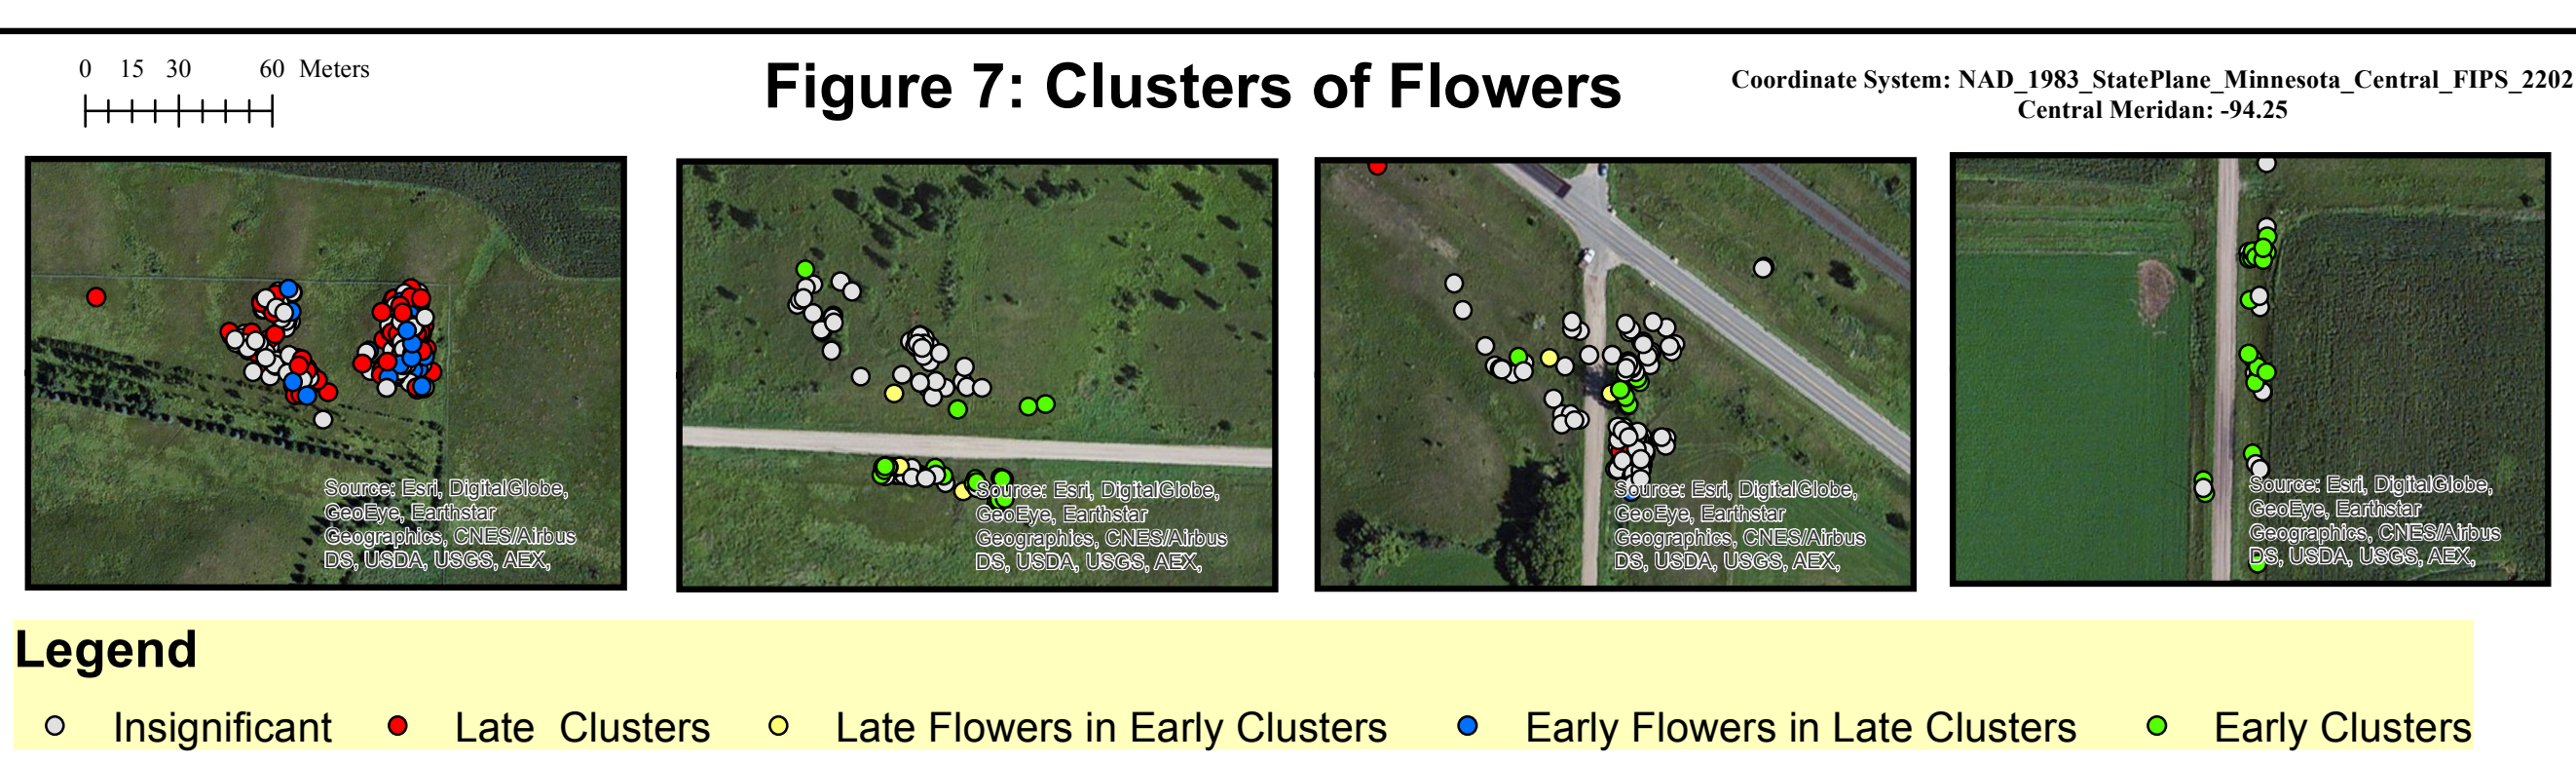 0 15 30 60 Meters
Figure 7: Clusters of Flowers
Coordinate System: NAD_1983_StatePlane_Minnesota_Central_FIPS_2202
Central Meridan: -94.25
Source: Esri, DigitalGlobe,
GeoEye, Earthstar
Geographics, CNES/Airbus
DS, USDA, USGS, AEX,
Source: Esri, DigitalGlobe,
GeoEye, Earthstar
Geographics, CNES/Airbus
DS, USDA, USGS, AEX,
Source: Esri, DigitalGlobe,
GeoEye, Earthstar
Geographics, CNES/Airbus
DS, USDA, USGS, AEX,
Source: Esri, DigitalGlobe,
GeoEye, Earthstar
Geographics, CNES/Airbus
DS, USDA, USGS, AEX,
Legend
Insignificant Late Clusters Late Flowers in Early Clusters Early Flowers in Late Clusters Early Clusters